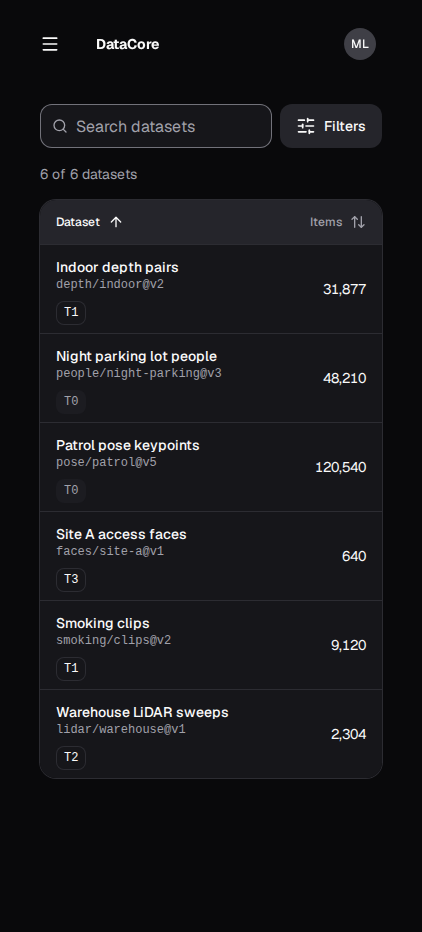 DataCore
ML
Search datasets
Filters
6 of 6 datasets
Dataset
Items
Indoor depth pairs
depth/indoor@v2
T1
31,877
Night parking lot people
people/night-parking@v3
T0
48,210
Patrol pose keypoints
pose/patrol@v5
T0
120,540
Site A access faces
faces/site-a@v1
T3
640
Smoking clips
smoking/clips@v2
T1
9,120
Warehouse LiDAR sweeps
lidar/warehouse@v1
T2
2,304